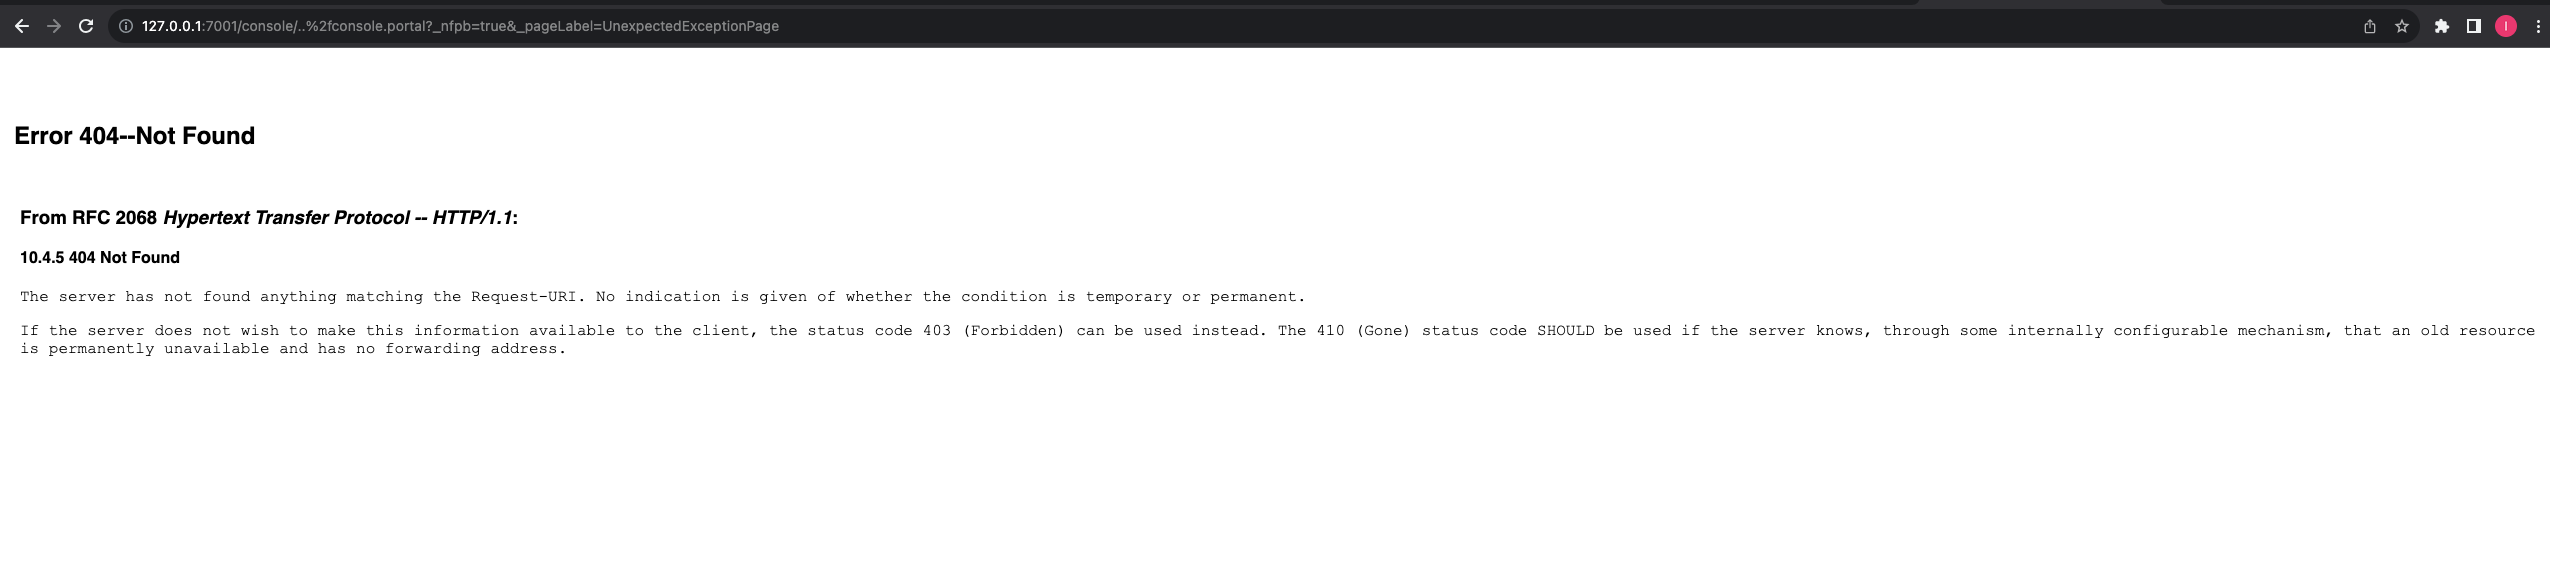 127.0.0.1:7001/console/..%2fconsole.portal?_nfpb=true&_pageLabel=UnexpectedExceptionPage
I
Error 404--Not Found
From RFC 2068 Hypertext Transfer Protocol -- HTTP/1.1:
10.4.5 404 Not Found
The server has not found anything matching the Request-URI. No indication is given of whether the condition is temporary or permanent.
If the server does not wish to make this information available to the client, the status code 403 (Forbidden) can be used instead. The 410 (Gone) status code SHOULD be used if the server knows, through some internally configurable mechanism, that an old resource
is permanently unavailable and has no forwarding address.